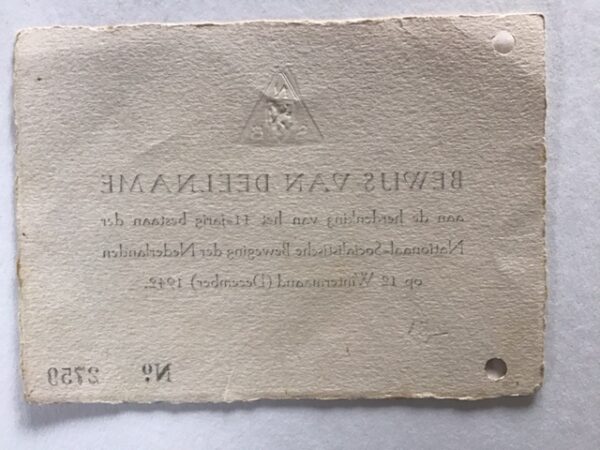 N
S B
BEWIJS VAN DEELNAME
aan de herdenking van het 11-jarig bestaan der
Nationaal-Socialistische Beweging der Nederlanden
op 12 Wintermaand (December) 1942.
Nº. 2759